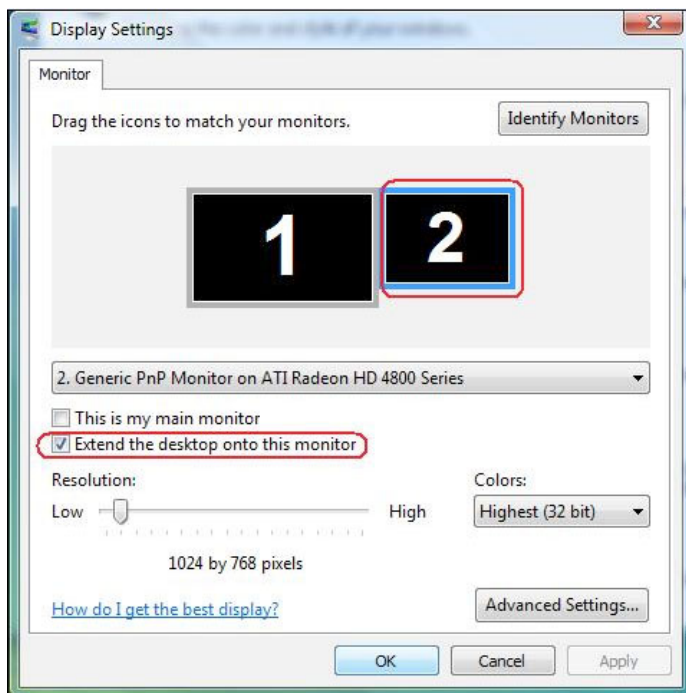 Display Settings
Monitor
Drag the icons to match your monitors.
Identify Monitors
1
2
2. Generic PnP Monitor on ATI Radeon HD 4800 Series
This is my main monitor
Extend the desktop onto this monitor
Resolution:
Colors:
Low
High
Highest (32 bit)
1024 by 768 pixels
How do I get the best display?
Advanced Settings...
OK
Cancel
Apply